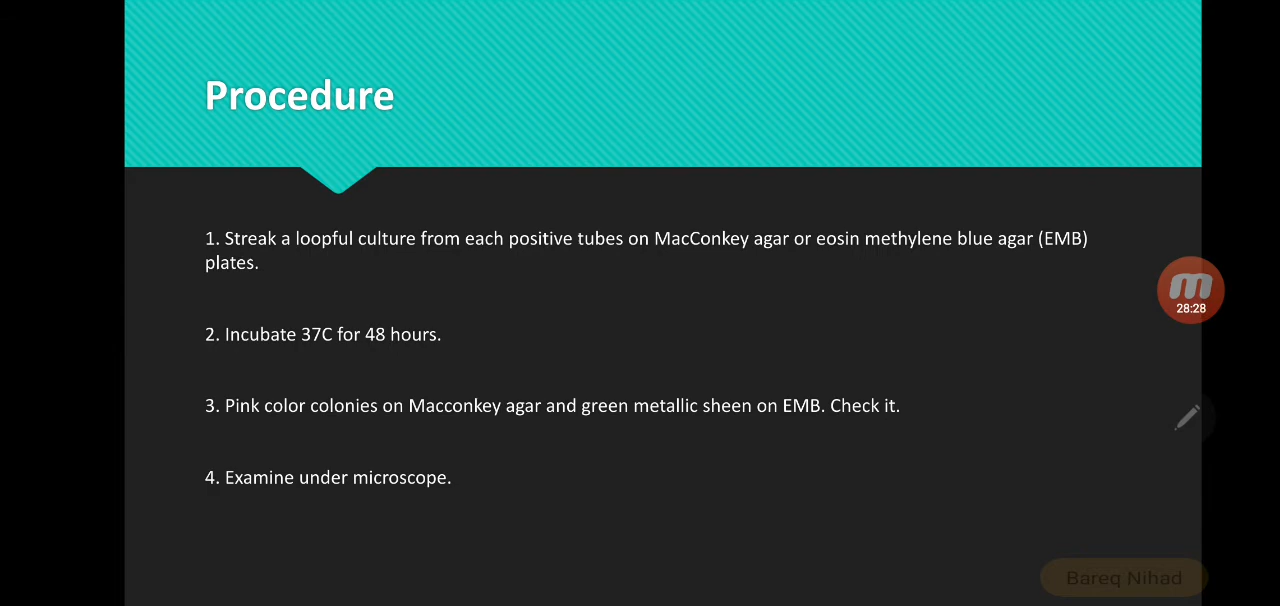 Procedure
1. Streak a loopful culture from each positive tubes on MacConkey agar or eosin methylene blue agar (EMB)
plates.
28:28
2. Incubate 37C for 48 hours.
3. Pink color colonies on Macconkey agar and green metallic sheen on EMB. Check it.
4. Examine under microscope.
Bareq Nihad